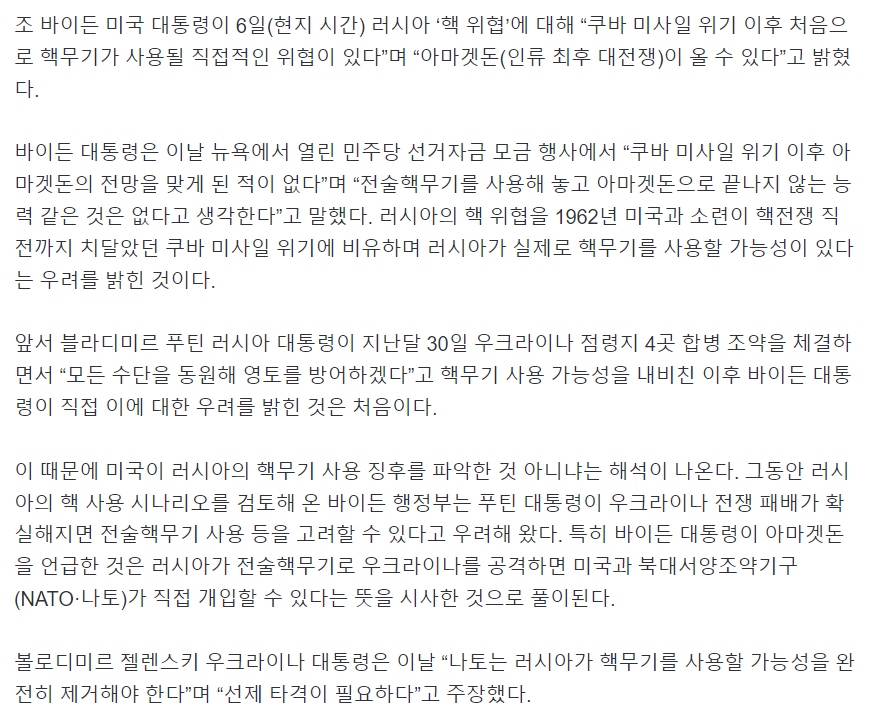 조 바이든 미국 대통령이 6일(현지 시간) 러시아 ‘핵 위협’에 대해 “쿠바 미사일 위기 이후 처음으
로 핵무기가 사용될 직접적인 위협이 있다”며 “아마겟돈(인류 최후 대전쟁)이 올 수 있다”고 밝혔
다.
바이든 대통령은 이날 뉴욕에서 열린 민주당 선거자금 모금 행사에서 “쿠바 미사일 위기 이후 아
마겟돈의 전망을 맞게 된 적이 없다”며 “전술핵무기를 사용해 놓고 아마겟돈으로 끝나지 않는 능
력 같은 것은 없다고 생각한다”고 말했다. 러시아의 핵 위협을 1962년 미국과 소련이 핵전쟁 직
전까지 치달았던 쿠바 미사일 위기에 비유하며 러시아가 실제로 핵무기를 사용할 가능성이 있다
는 우려를 밝힌 것이다.
앞서 블라디미르 푸틴 러시아 대통령이 지난달 30일 우크라이나 점령지 4곳 합병 조약을 체결하
면서 “모든 수단을 동원해 영토를 방어하겠다”고 핵무기 사용 가능성을 내비친 이후 바이든 대통
령이 직접 이에 대한 우려를 밝힌 것은 처음이다.
이 때문에 미국이 러시아의 핵무기 사용 징후를 파악한 것 아니냐는 해석이 나온다. 그동안 러시
아의 핵 사용 시나리오를 검토해 온 바이든 행정부는 푸틴 대통령이 우크라이나 전쟁 패배가 확
실해지면 전술핵무기 사용 등을 고려할 수 있다고 우려해 왔다. 특히 바이든 대통령이 아마겟돈
을 언급한 것은 러시아가 전술핵무기로 우크라이나를 공격하면 미국과 북대서양조약기구
(NATO·나토)가 직접 개입할 수 있다는 뜻을 시사한 것으로 풀이된다.
볼로디미르 젤렌스키 우크라이나 대통령은 이날 “나토는 러시아가 핵무기를 사용할 가능성을 완
전히 제거해야 한다”며 “선제 타격이 필요하다”고 주장했다.